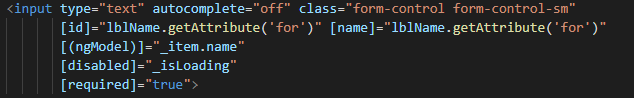 <input type="text" autocomplete="off" class="form-control form-control-sm"
[id]="lblName.getAttribute('for')" [name]="lblName.getAttribute('for')"
[(ngModel)]="_item.name"
[disabled]="_isLoading"
[required]="true">